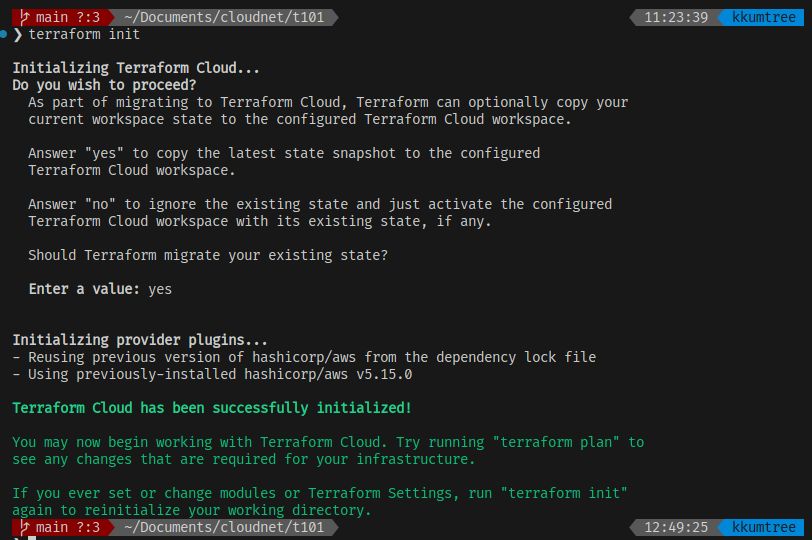 main ?:3 ~/Documents/cloudnet/t101 11:23:39 kkumtree
❯ terraform init
Initializing Terraform Cloud...
Do you wish to proceed?
As part of migrating to Terraform Cloud, Terraform can optionally copy your
current workspace state to the configured Terraform Cloud workspace.
Answer "yes" to copy the latest state snapshot to the configured
Terraform Cloud workspace.
Answer "no" to ignore the existing state and just activate the configured
Terraform Cloud workspace with its existing state, if any.
Should Terraform migrate your existing state?
Enter a value: yes
Initializing provider plugins...
- Reusing previous version of hashicorp/aws from the dependency lock file
- Using previously-installed hashicorp/aws v5.15.0
Terraform Cloud has been successfully initialized!
You may now begin working with Terraform Cloud. Try running "terraform plan" to
see any changes that are required for your infrastructure.
If you ever set or change modules or Terraform Settings, run "terraform init"
again to reinitialize your working directory.
main ?:3 ~/Documents/cloudnet/t101 12:49:25 kkumtree